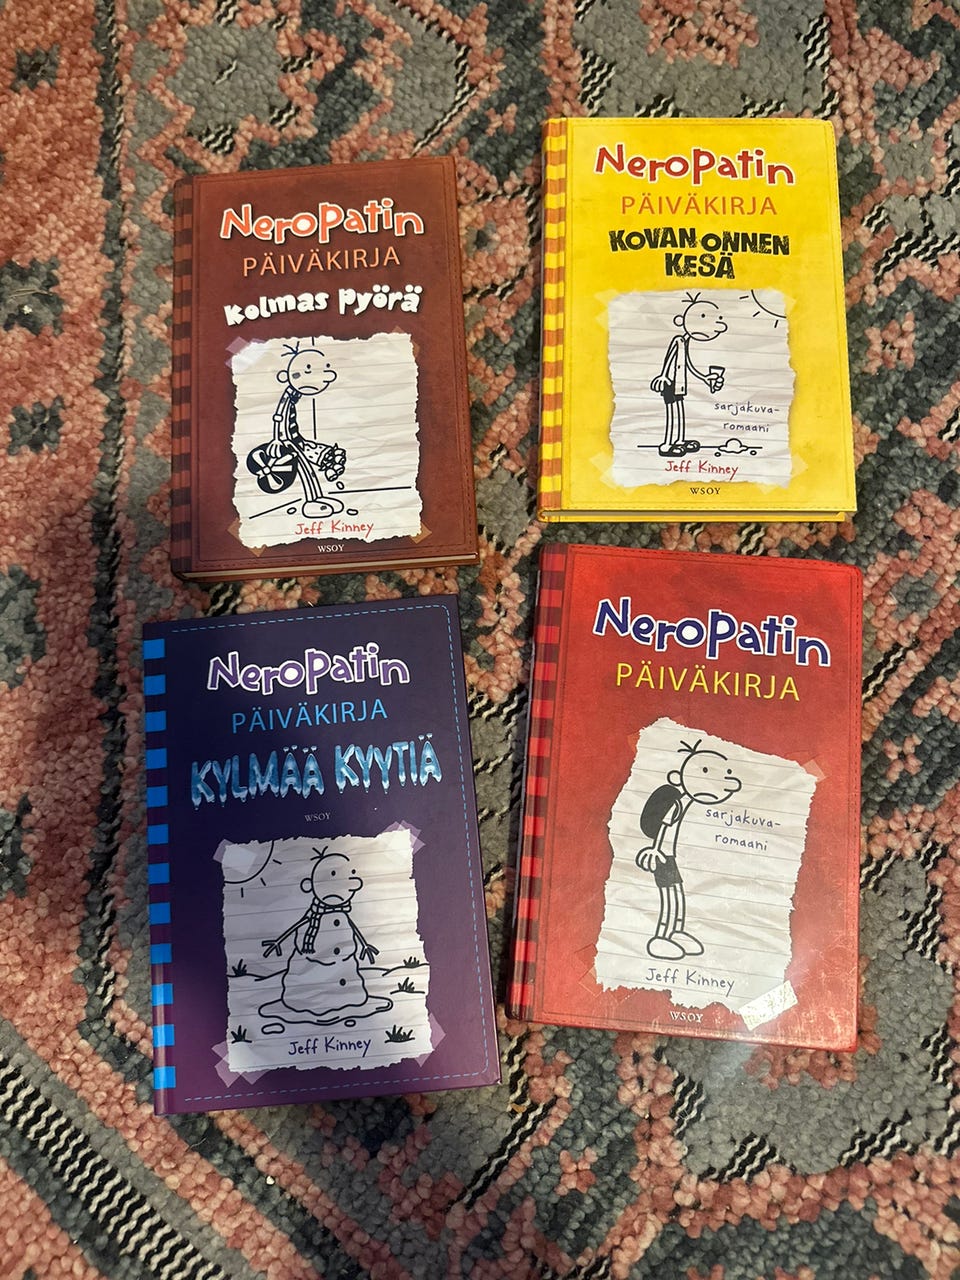 Neropatin
PÄIVÄKIRJA
Kolmas pyörä
Jeff Kinney
WSOY
Neropatin
PÄIVÄKIRJA
KOVAN ONNEN
KESÄ
sarjakuva-
romaani
Jeff Kinney
WSOY
Neropatin
PÄIVÄKIRJA
KYLMÄÄ KYYTIÄ
WSOY
Jeff Kinney
Neropatin
PÄIVÄKIRJA
sarjakuva-
romaani
Jeff Kinney
WSOY